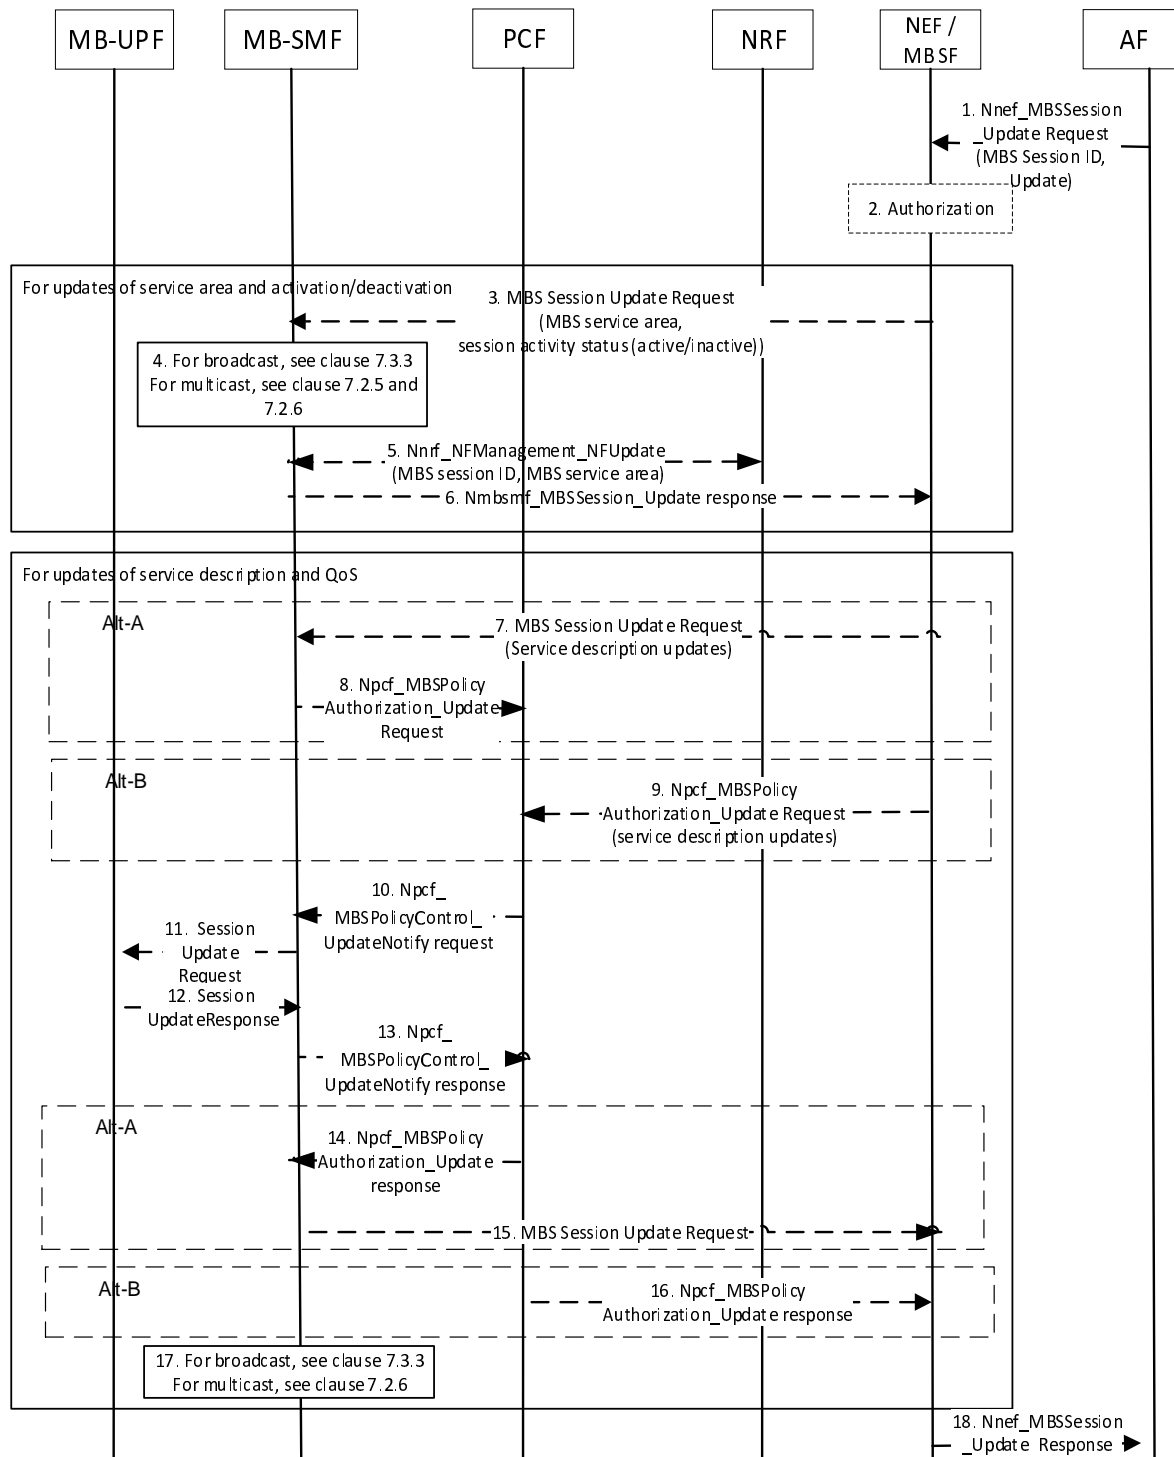 MB-UPF
MB-SMF
PCF
NRF
NEF /
MBSF
AF
1. Nnef_MBSSession
_Update Request
(MBS Session ID,
Update)
2. Authorization
For updates of service area and activation/deactivation
3. MBS Session Update Request
(MBS service area,
session activity status (active/inactive))
4. For broadcast, see clause 7.3.3
For multicast, see clause 7.2.5 and
7.2.6
5. Nnrf_NFManagement_NFUpdate
(MBS session ID, MBS service area)
6. Nmbsmf_MBSSession_Update response
For updates of service description and QoS
Alt-A
7. MBS Session Update Request
(Service description updates)
8. Npcf_MBSPolicy
Authorization_Update
Request
Alt-B
9. Npcf_MBSPolicy
Authorization_Update Request
(service description updates)
10. Npcf_
MBSPolicyControl_
UpdateNotify request
11. Session
Update
Request
12. Session
UpdateResponse
13. Npcf_
MBSPolicyControl_
UpdateNotify response
Alt-A
14. Npcf_MBSPolicy
Authorization_Update
response
15. MBS Session Update Request
Alt-B
16. Npcf_MBSPolicy
Authorization_Update response
17. For broadcast, see clause 7.3.3
For multicast, see clause 7.2.6
18. Nnef_MBSSession
_Update Response